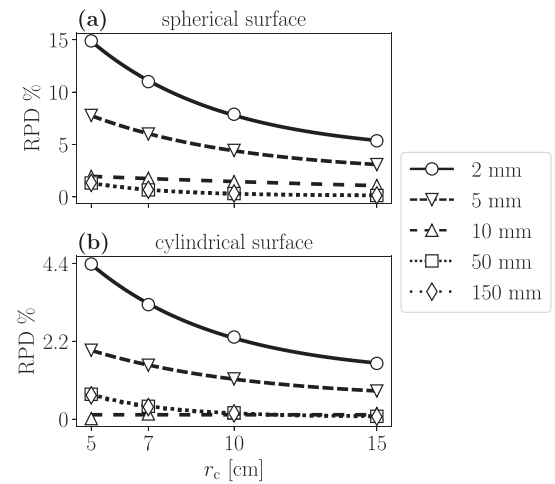 (a) spherical surface
15
10
5
0
RPD %
2 mm
5 mm
10 mm
50 mm
150 mm
(b) cylindrical surface
4.4
2.2
0
RPD %
5 7 10 15
r_c [cm]